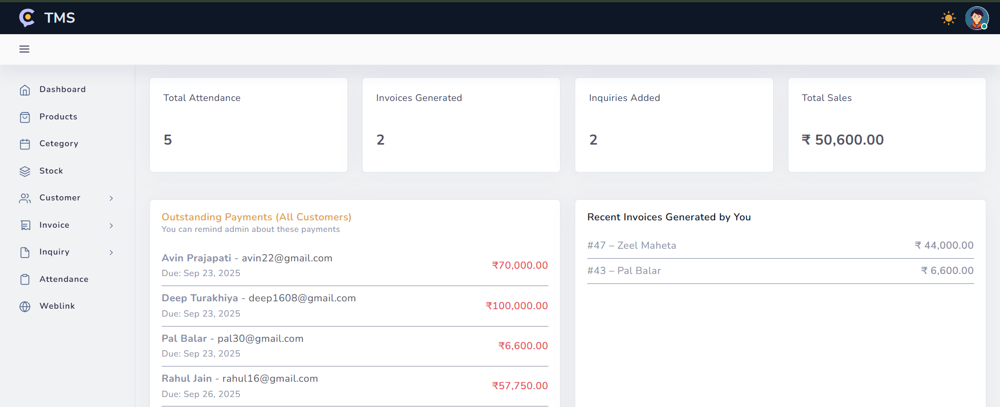 TMS
Dashboard
Products
Cetegory
Stock
Customer
Invoice
Inquiry
Attendance
Weblink
Total Attendance
5
Invoices Generated
2
Inquiries Added
2
Total Sales
₹ 50,600.00
Outstanding Payments (All Customers)
You can remind admin about these payments
Avin Prajapati - avin22@gmail.com
Due: Sep 23, 2025
₹70,000.00
Deep Turakhiya - deep1608@gmail.com
Due: Sep 23, 2025
₹100,000.00
Pal Balar - pal30@gmail.com
Due: Sep 23, 2025
₹6,600.00
Rahul Jain - rahul16@gmail.com
Due: Sep 26, 2025
₹57,750.00
Recent Invoices Generated by You
#47 – Zeel Maheta ₹ 44,000.00
#43 – Pal Balar ₹ 6,600.00